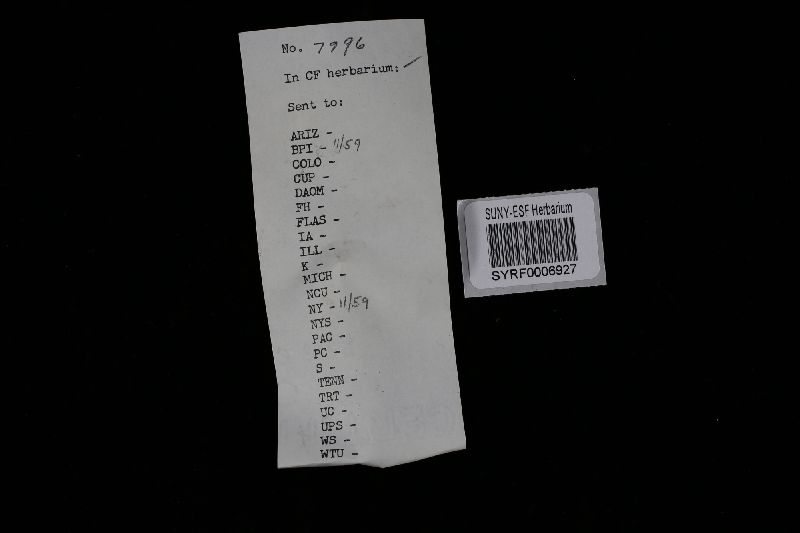 No. 7796
In CF herbarium: ✓
Sent to:
ARIZ -
BPI - 11/59
COLO -
CUP -
DAOM -
FH -
FLAS -
IA -
ILL -
K -
MICH -
NCU -
NY - 11/59
NYS -
PAC -
PC -
S -
TENN -
TRT -
UC -
UPS -
WS -
WTU -
SUNY-ESF Herbarium
SYRF0006927